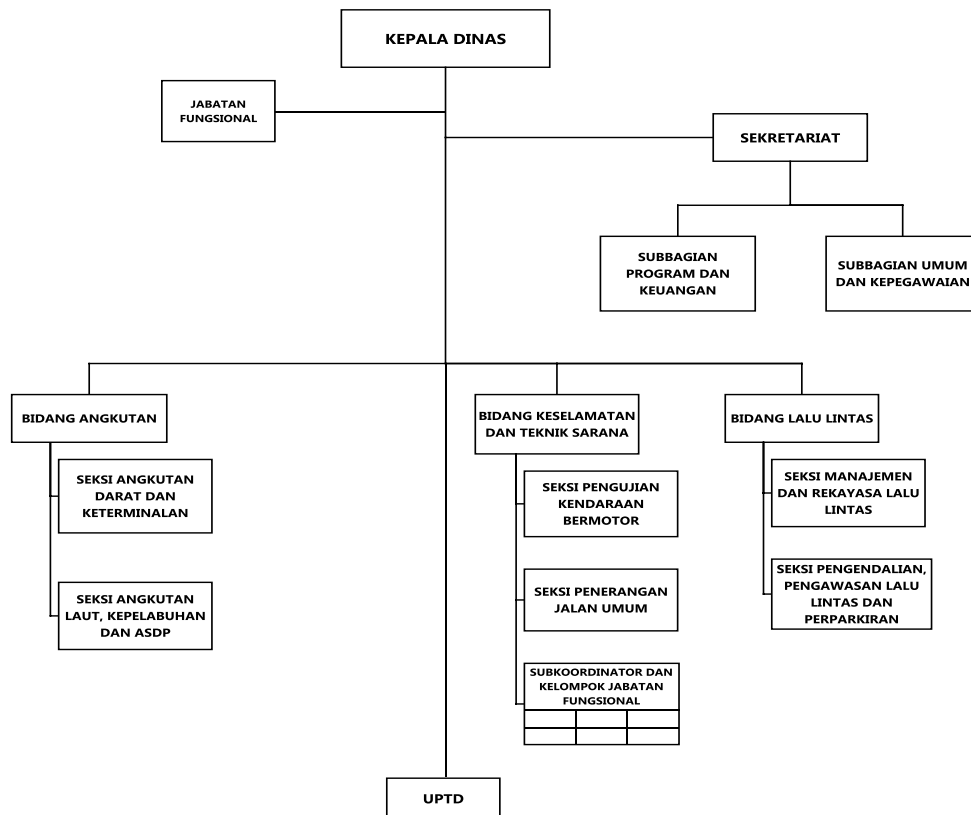 KEPALA DINAS
JABATAN
FUNGSIONAL
SEKRETARIAT
SUBBAGIAN
PROGRAM DAN
KEUANGAN
SUBBAGIAN UMUM
DAN KEPEGAWAIAN
BIDANG ANGKUTAN
SEKSI ANGKUTAN
DARAT DAN
KETERMINALAN
SEKSI ANGKUTAN
LAUT, KEPELABUHAN
DAN ASDP
BIDANG KESELAMATAN
DAN TEKNIK SARANA
SEKSI PENGUJIAN
KENDARAAN
BERMOTOR
SEKSI PENERANGAN
JALAN UMUM
SUBKOORDINATOR DAN
KELOMPOK JABATAN
FUNGSIONAL
BIDANG LALU LINTAS
SEKSI MANAJEMEN
DAN REKAYASA LALU
LINTAS
SEKSI PENGENDALIAN,
PENGAWASAN LALU
LINTAS DAN
PERPARKIRAN
UPTD